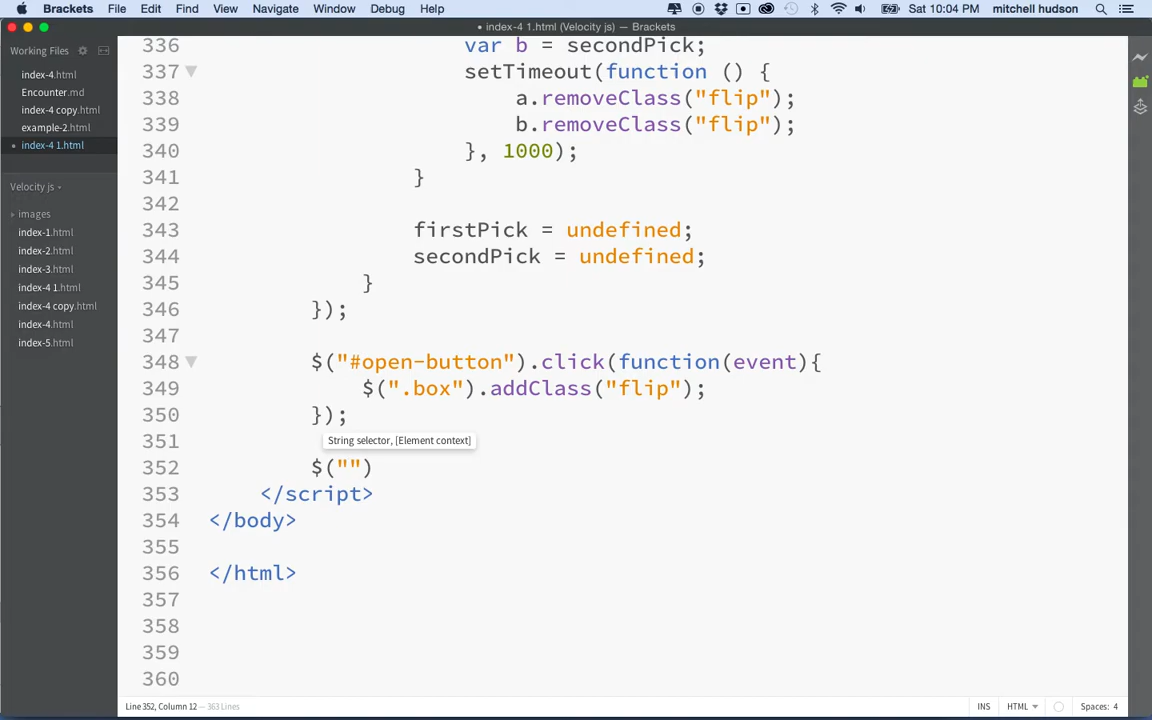 Brackets File Edit Find View Navigate Window Debug Help Sat 10:04 PM mitchell hudson
• index-4 1.html (Velocity js) — Brackets
Working Files
index-4.html
Encounter.md
index-4 copy.html
example-2.html
• index-4 1.html
Velocity js
images
index-1.html
index-2.html
index-3.html
index-4 1.html
index-4 copy.html
index-4.html
index-5.html
336 var b = secondPick;
337 setTimeout(function () {
338 a.removeClass("flip");
339 b.removeClass("flip");
340 }, 1000);
341 }
342
343 firstPick = undefined;
344 secondPick = undefined;
345 }
346 });
347
348 $("#open-button").click(function(event){
349 $(".box").addClass("flip");
350 });
351
String selector, [Element context]
352 $("")
353 </script>
354 </body>
355
356 </html>
357
358
359
360
Line 352, Column 12 — 363 Lines INS HTML Spaces: 4